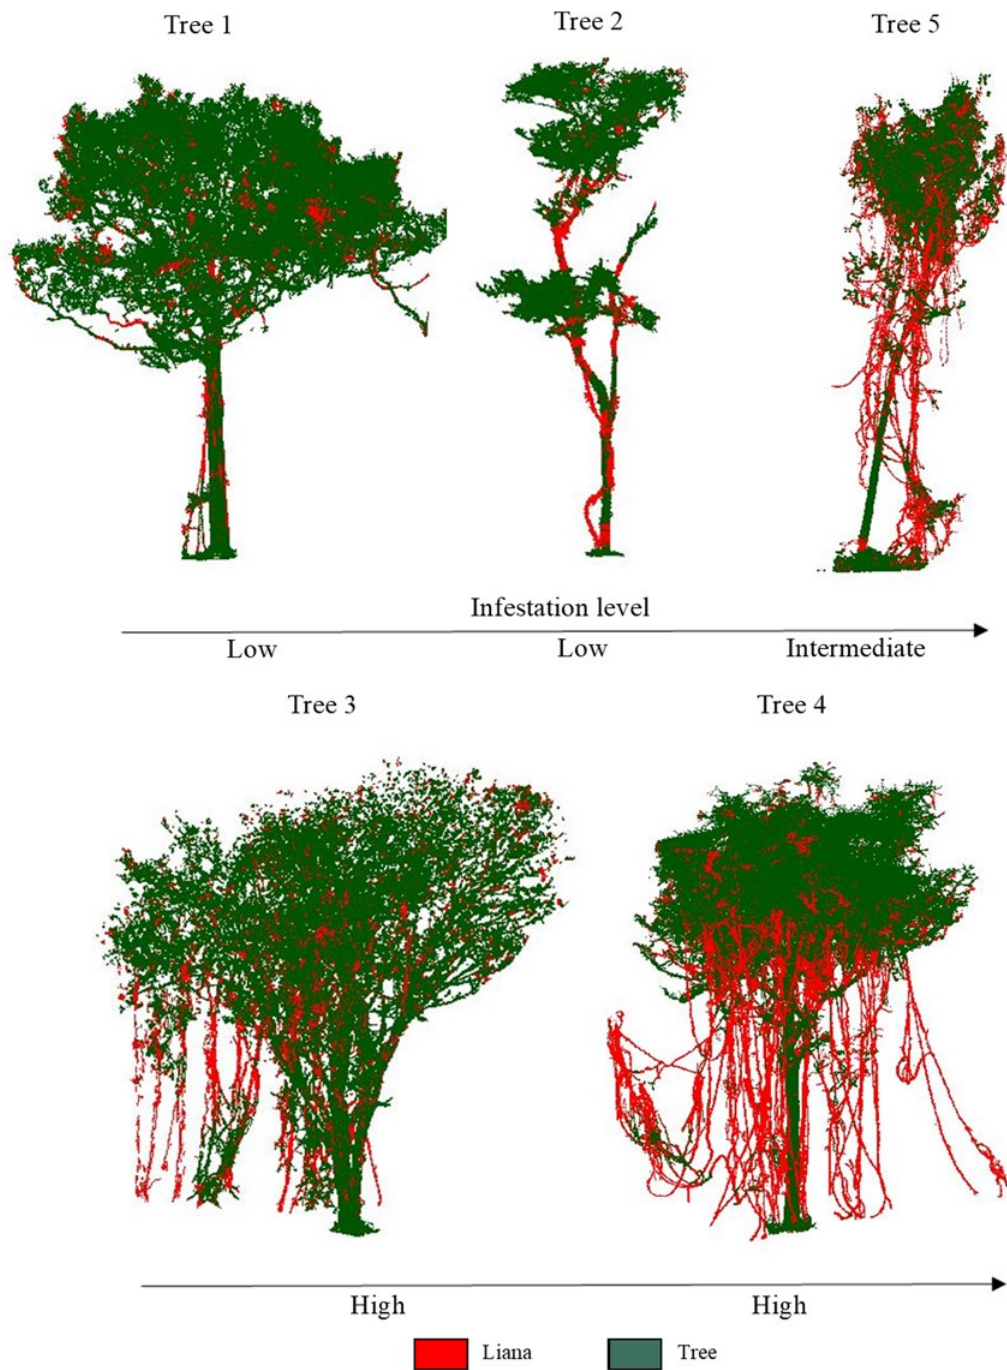 Tree 1
Tree 2
Tree 5
Infestation level
Low
Low
Intermediate
Tree 3
Tree 4
High
High
Liana
Tree